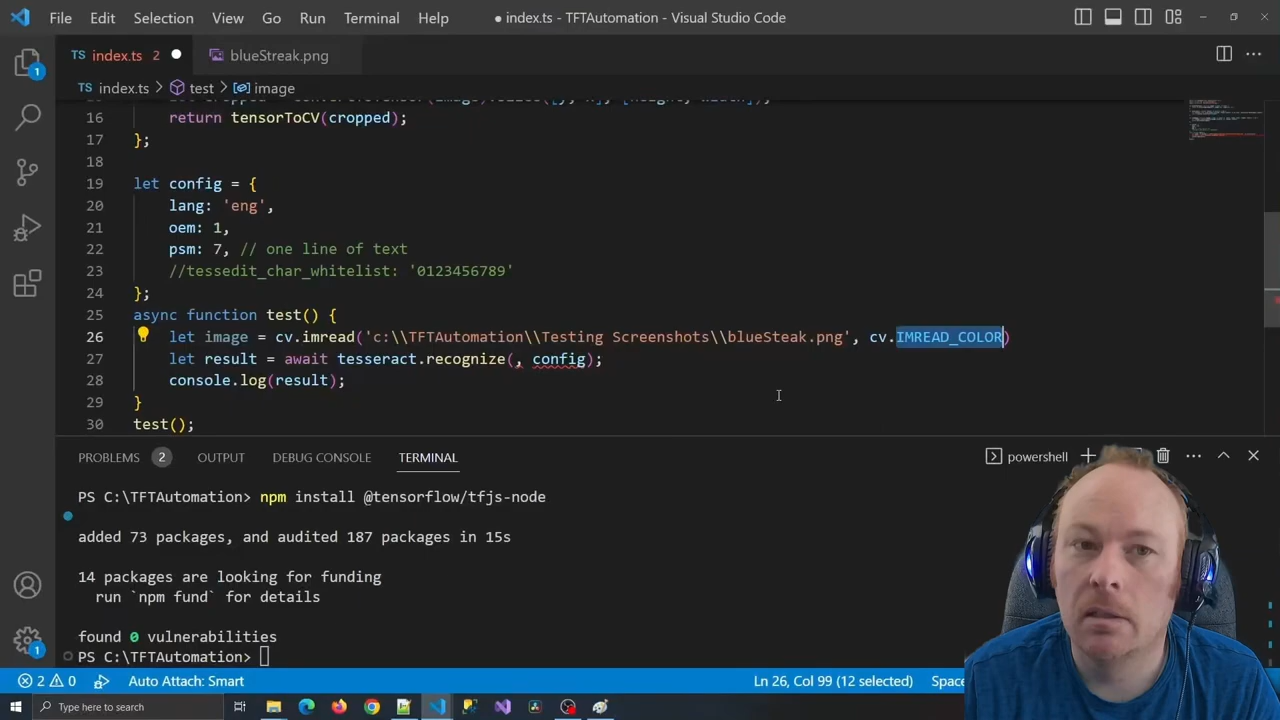 File Edit Selection View Go Run Terminal Help ● index.ts - TFTAutomation - Visual Studio Code
TS index.ts 2 ● blueStreak.png
TS index.ts > test > image
16 return tensorToCV(cropped);
17 };
18
19 let config = {
20 lang: 'eng',
21 oem: 1,
22 psm: 7, // one line of text
23 //tessedit_char_whitelist: '0123456789'
24 };
25 async function test() {
26 let image = cv.imread('c:\\TFTAutomation\\Testing Screenshots\\blueSteak.png', cv.IMREAD_COLOR)
27 let result = await tesseract.recognize(, config);
28 console.log(result);
29 }
30 test();
PROBLEMS 2 OUTPUT DEBUG CONSOLE TERMINAL powershell
PS C:\TFTAutomation> npm install @tensorflow/tfjs-node
added 73 packages, and audited 187 packages in 15s
14 packages are looking for funding
run `npm fund` for details
found 0 vulnerabilities
PS C:\TFTAutomation>
1
1
2 0 Auto Attach: Smart Ln 26, Col 99 (12 selected)
Type here to search